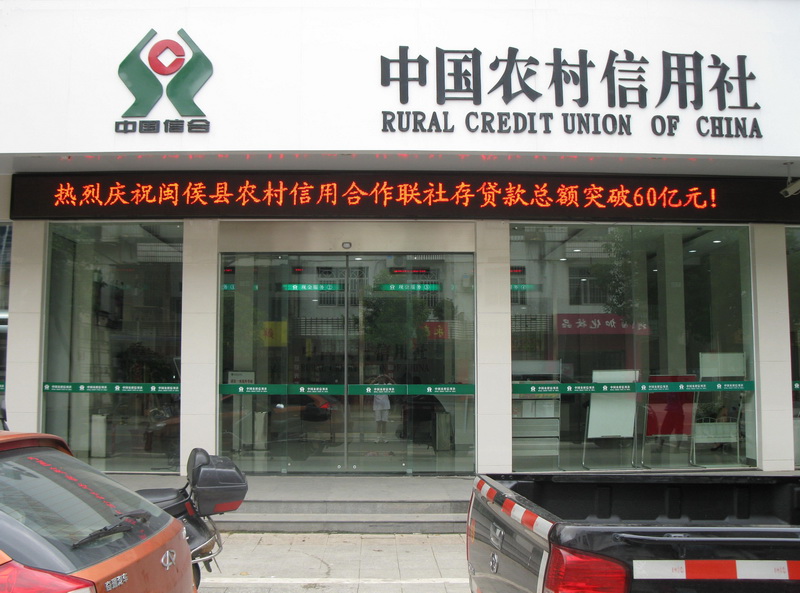 中国信合
中国农村信用社
RURAL CREDIT UNION OF CHINA
热烈庆祝闽侯县农村信用合作联社存贷款总额突破60亿元!